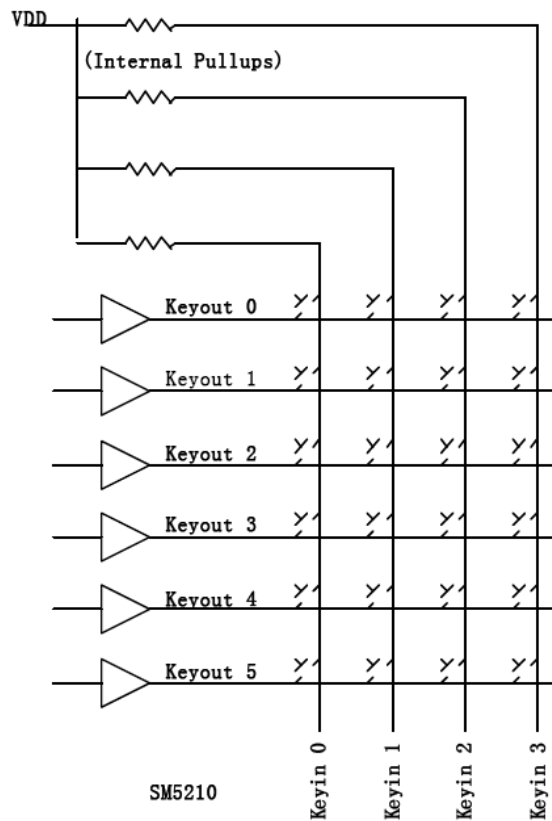 VDD
(Internal Pullups)
Keyout 0
Keyout 1
Keyout 2
Keyout 3
Keyout 4
Keyout 5
Keyin 0
Keyin 1
Keyin 2
Keyin 3
SM5210